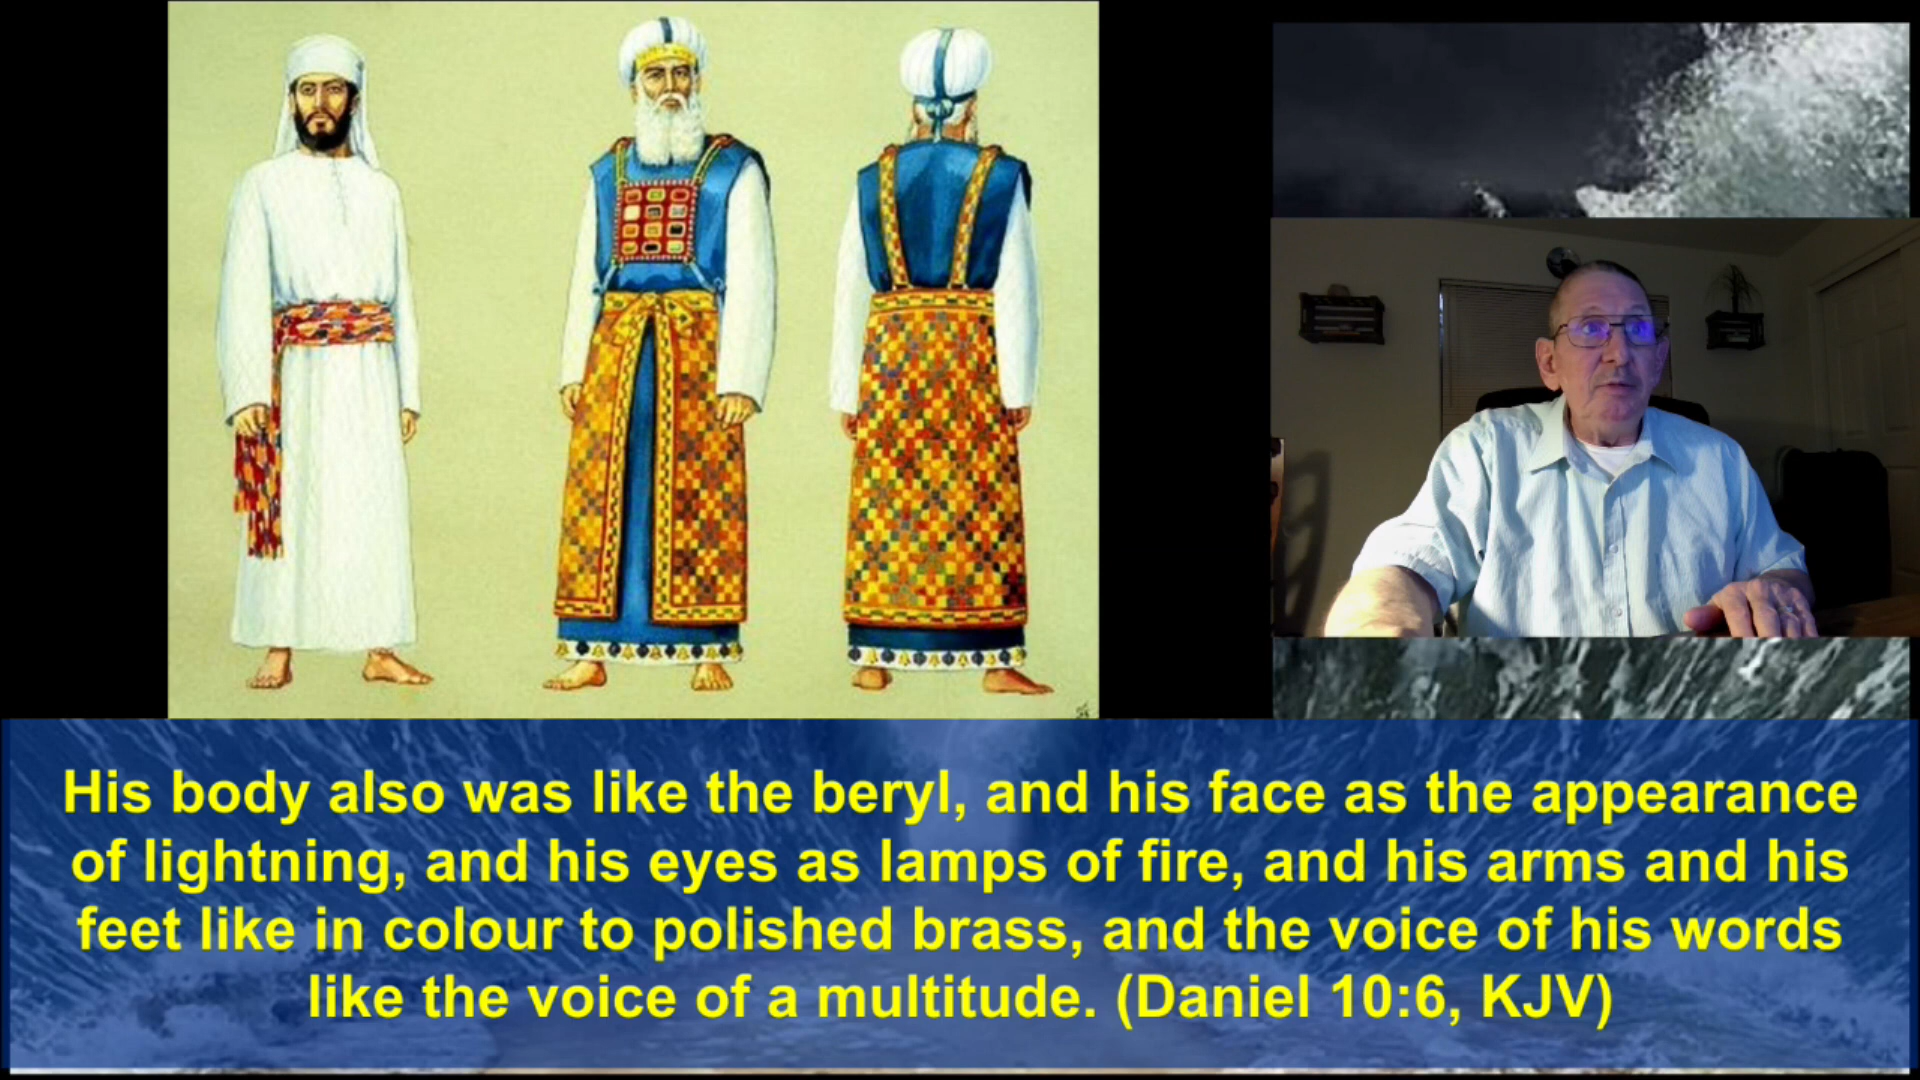 His body also was like the beryl, and his face as the appearance
of lightning, and his eyes as lamps of fire, and his arms and his
feet like in colour to polished brass, and the voice of his words
like the voice of a multitude. (Daniel 10:6, KJV)